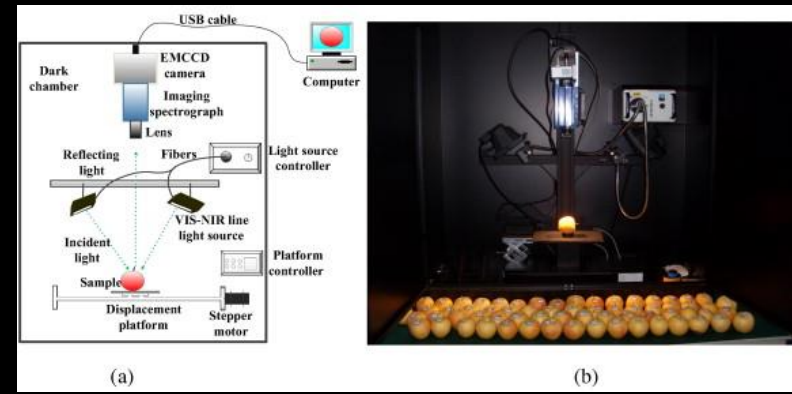 USB cable
EMCCD
camera
Dark
chamber
Computer
Imaging
spectrograph
Lens
Reflecting
light
Fibers
Light source
controller
VIS-NIR line
light source
Incident
light
Platform
controller
Sample
Displacement
platform
Stepper
motor
(a)
(b)